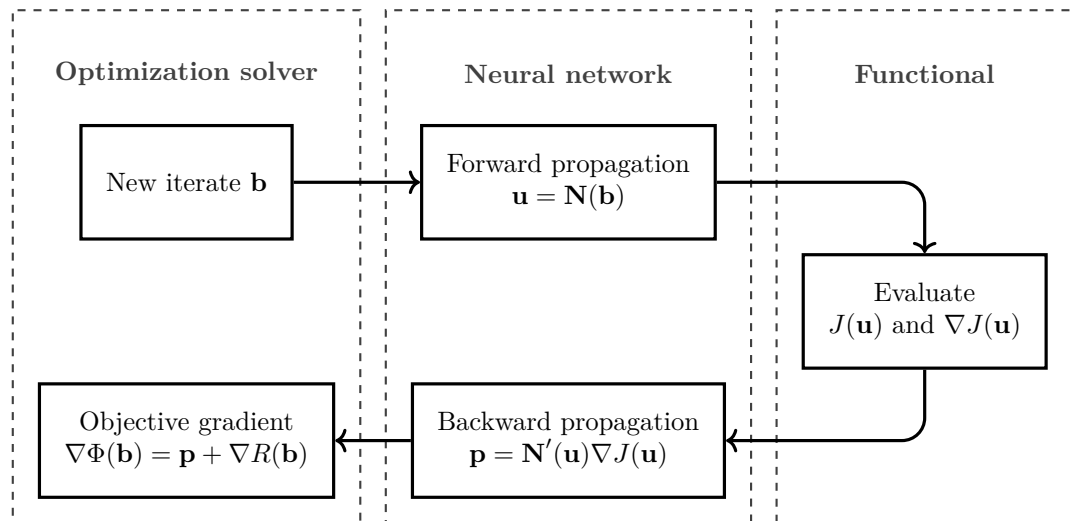 Optimization solver
Neural network
Functional
New iterate b
Forward propagation
u = N(b)
Evaluate
J(u) and ∇J(u)
Backward propagation
p = N′(u)∇J(u)
Objective gradient
∇Φ(b) = p + ∇R(b)